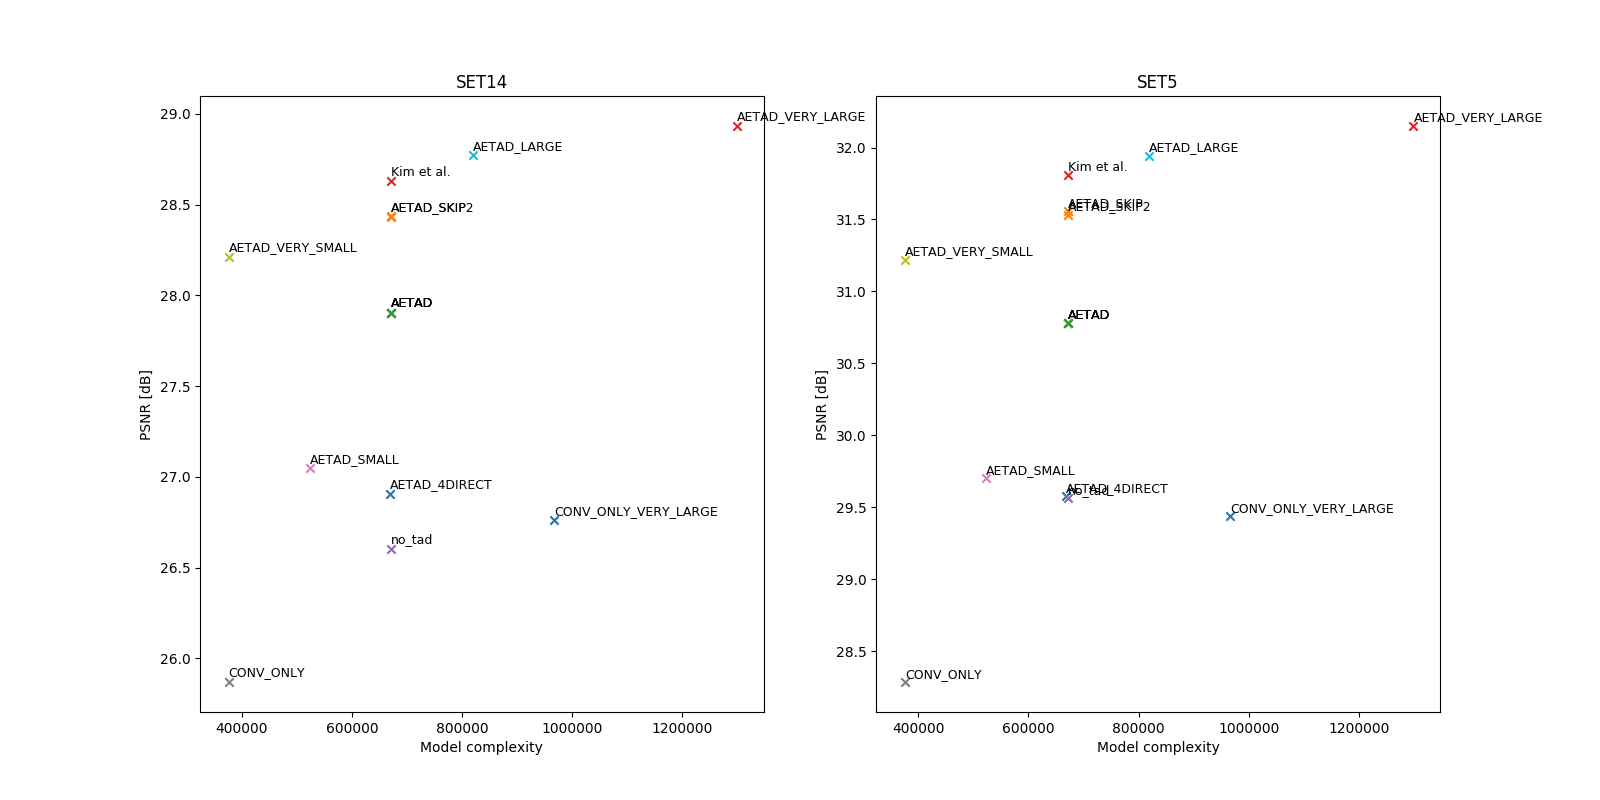 SET14
29.0
28.5
28.0
27.5
27.0
26.5
26.0
PSNR [dB]
AETAD_VERY_LARGE
AETAD_LARGE
Kim et al.
AETAD_SKIP2
AETAD_VERY_SMALL
AETAD
AETAD_SMALL
AETAD_4DIRECT
CONV_ONLY_VERY_LARGE
no_tad
CONV_ONLY
400000 600000 800000 1000000 1200000
Model complexity
SET5
32.0
31.5
31.0
30.5
30.0
29.5
29.0
28.5
PSNR [dB]
AETAD_VERY_LARGE
AETAD_LARGE
Kim et al.
AETAD_SKIP
AETAD_SKIP2
AETAD_VERY_SMALL
AETAD
AETAD_SMALL
AETAD_4DIRECT
no_tad
CONV_ONLY_VERY_LARGE
CONV_ONLY
400000 600000 800000 1000000 1200000
Model complexity